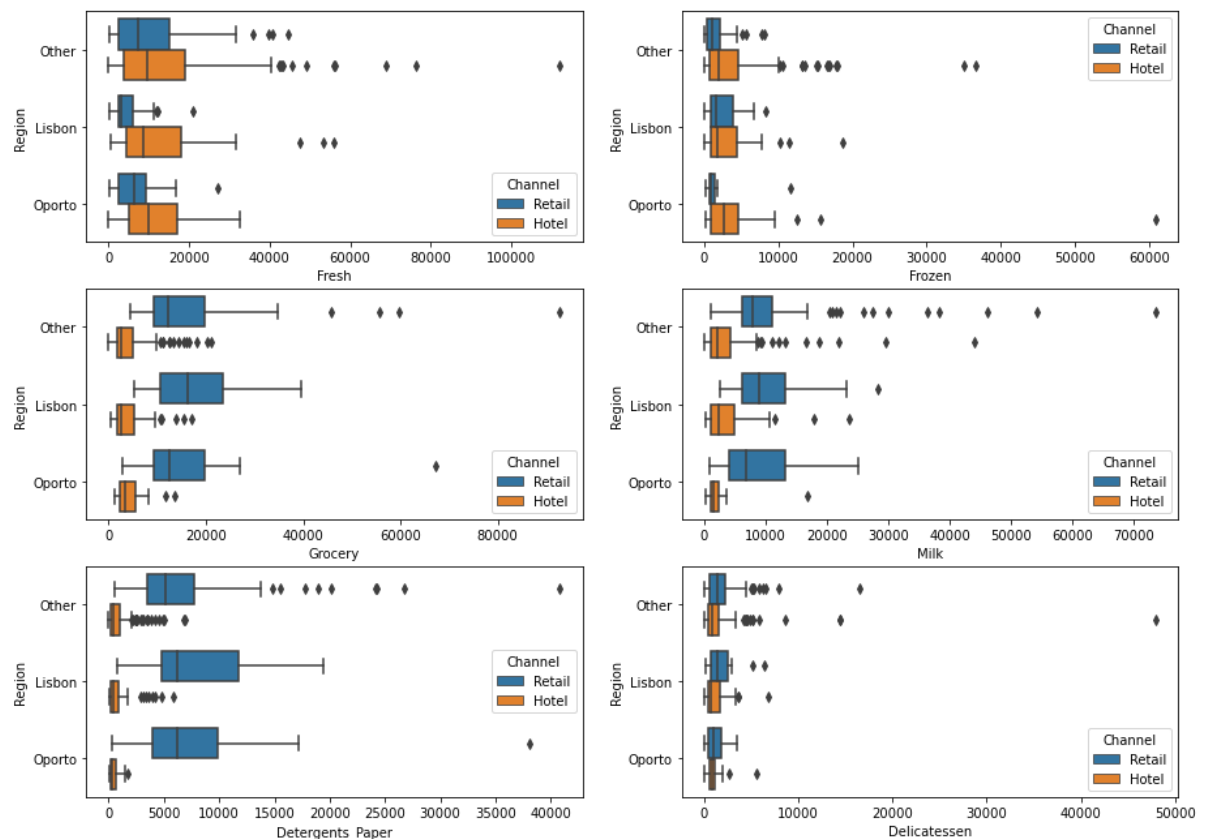 Region
Other
Lisbon
Oporto
Channel
Retail
Hotel
0 20000 40000 60000 80000 100000
Fresh
Region
Other
Lisbon
Oporto
Channel
Retail
Hotel
0 10000 20000 30000 40000 50000 60000
Frozen
Region
Other
Lisbon
Oporto
Channel
Retail
Hotel
0 20000 40000 60000 80000
Grocery
Region
Other
Lisbon
Oporto
Channel
Retail
Hotel
0 10000 20000 30000 40000 50000 60000 70000
Milk
Region
Other
Lisbon
Oporto
Channel
Retail
Hotel
0 5000 10000 15000 20000 25000 30000 35000 40000
Detergents_Paper
Region
Other
Lisbon
Oporto
Channel
Retail
Hotel
0 10000 20000 30000 40000 50000
Delicatessen